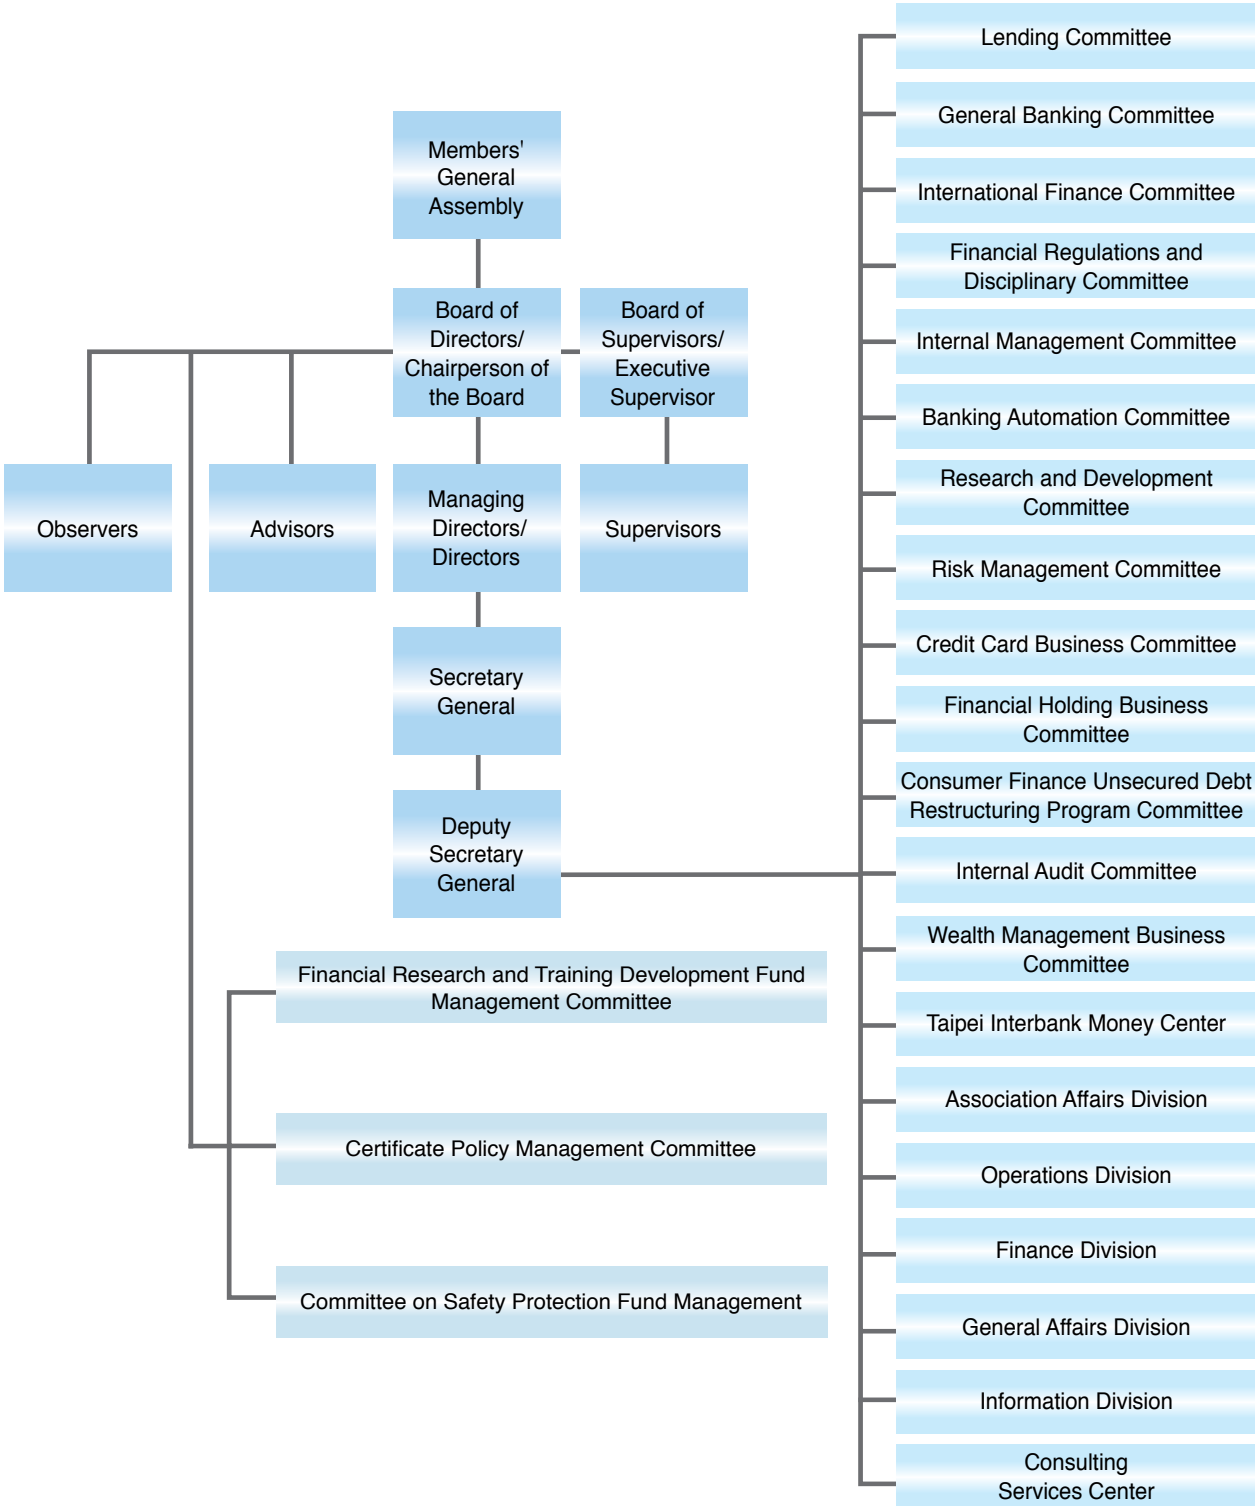 Members'
General
Assembly
Board of
Directors/
Chairperson of
the Board
Board of
Supervisors/
Executive
Supervisor
Observers
Advisors
Managing
Directors/
Directors
Supervisors
Secretary
General
Deputy
Secretary
General
Financial Research and Training Development Fund
Management Committee
Certificate Policy Management Committee
Committee on Safety Protection Fund Management
Lending Committee
General Banking Committee
International Finance Committee
Financial Regulations and
Disciplinary Committee
Internal Management Committee
Banking Automation Committee
Research and Development
Committee
Risk Management Committee
Credit Card Business Committee
Financial Holding Business
Committee
Consumer Finance Unsecured Debt
Restructuring Program Committee
Internal Audit Committee
Wealth Management Business
Committee
Taipei Interbank Money Center
Association Affairs Division
Operations Division
Finance Division
General Affairs Division
Information Division
Consulting
Services Center